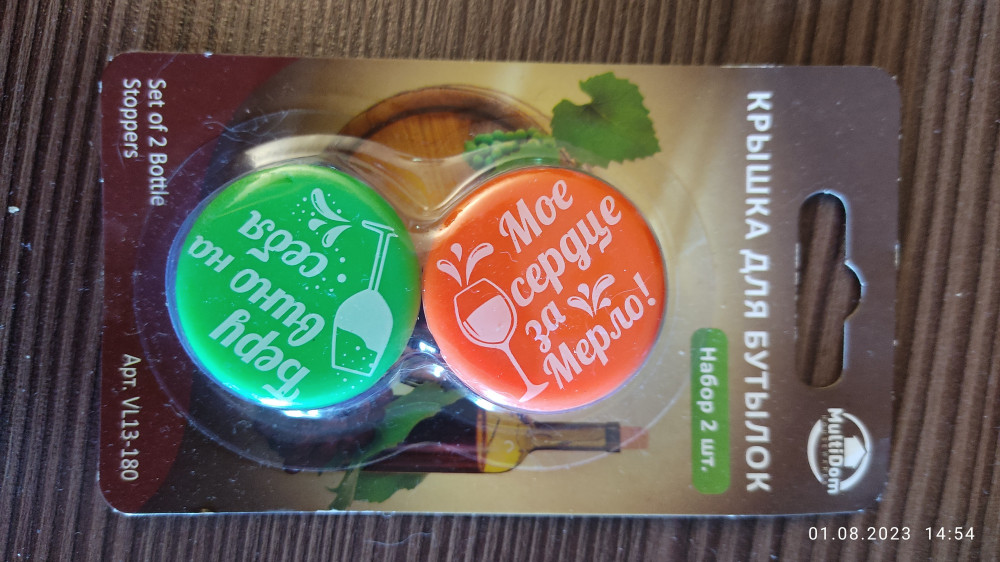 КРЫШКА ДЛЯ БУТЫЛОК
MultiDom
Набор 2 шт.
Мое
сердце
за
Мерло!
Беру
вино на
себя
Set of 2 Bottle
Stoppers
Арт. VL13-180
01.08.2023 14:54